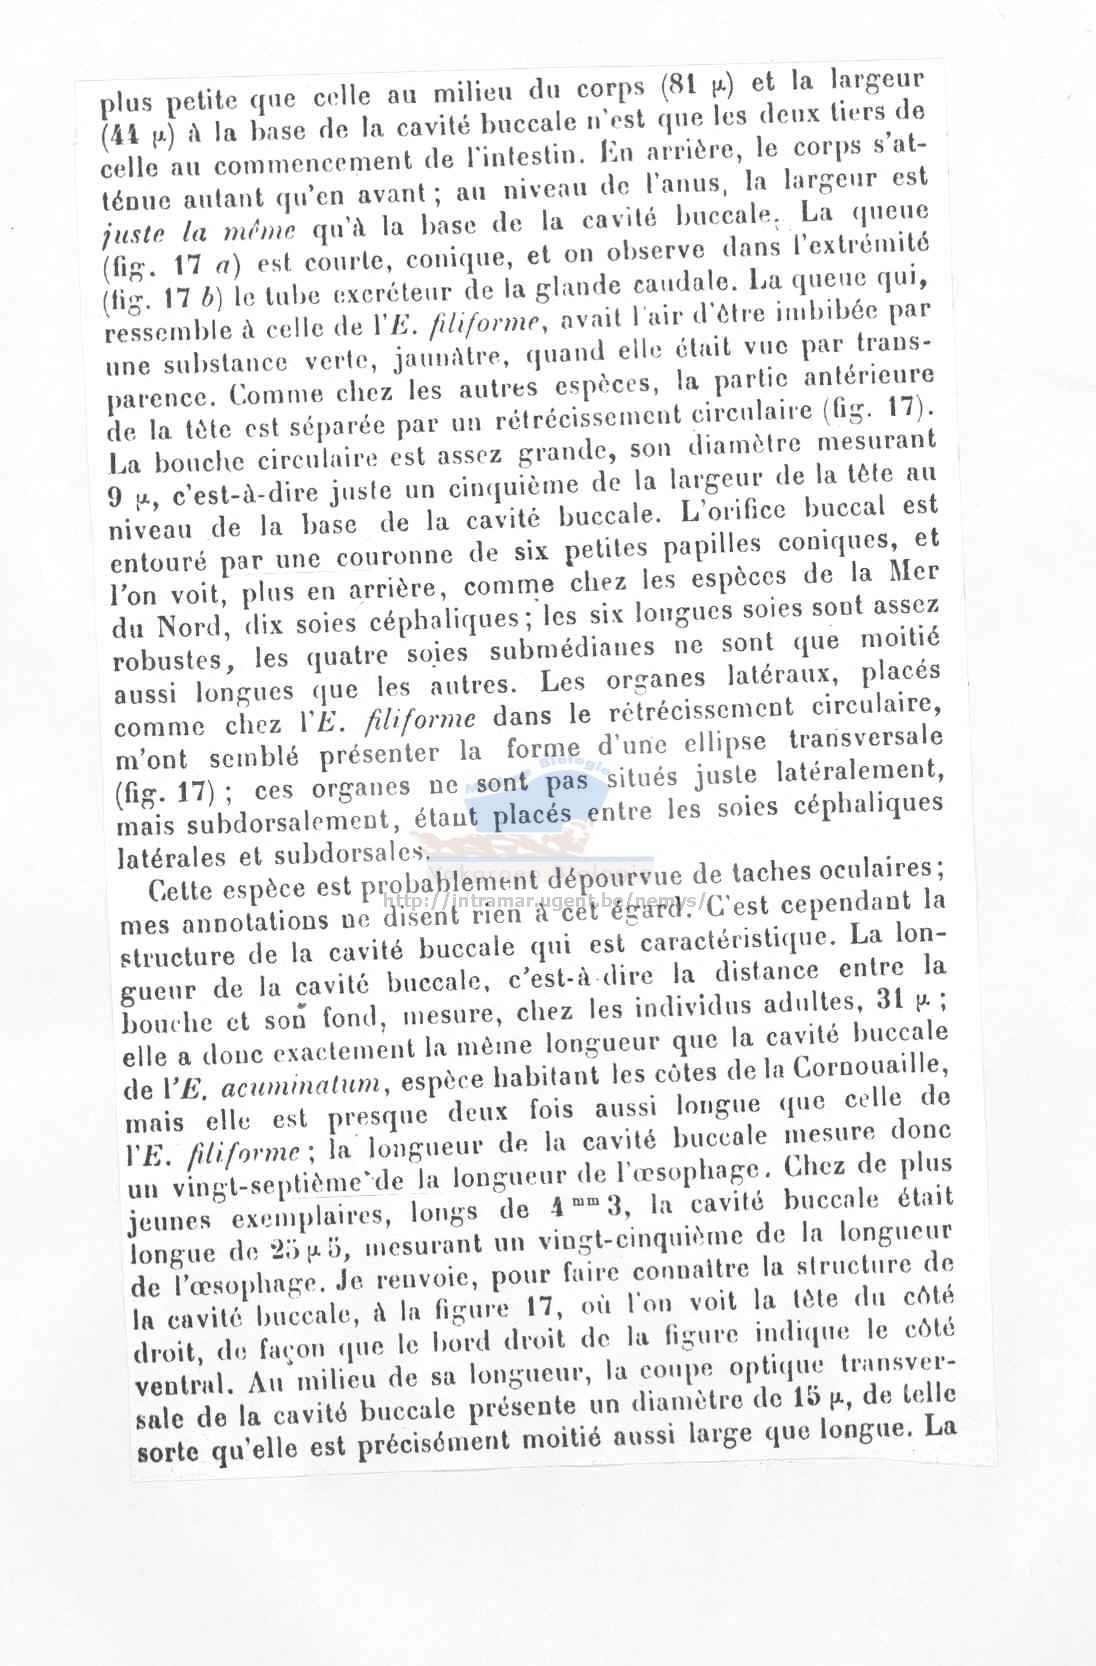 plus petite que celle au milieu du corps (81 µ) et la largeur
(44 µ) à la base de la cavité buccale n'est que les deux tiers de
celle au commencement de l'intestin. En arrière, le corps s'at-
ténue autant qu'en avant ; au niveau de l'anus, la largeur est
juste la même qu'à la base de la cavité buccale. La queue
(fig. 17 a) est courte, conique, et on observe dans l'extrémité
(fig. 17 b) le tube excréteur de la glande caudale. La queue qui,
ressemble à celle de l'E. filiforme, avait l'air d'être imbibée par
une substance verte, jaunâtre, quand elle était vue par trans-
parence. Comme chez les autres espèces, la partie antérieure
de la tête est séparée par un rétrécissement circulaire (fig. 17).
La bouche circulaire est assez grande, son diamètre mesurant
9 µ, c'est-à-dire juste un cinquième de la largeur de la tête au
niveau de la base de la cavité buccale. L'orifice buccal est
entouré par une couronne de six petites papilles coniques, et
l'on voit, plus en arrière, comme chez les espèces de la Mer
du Nord, dix soies céphaliques ; les six longues soies sont assez
robustes, les quatre soies submédianes ne sont que moitié
aussi longues que les autres. Les organes latéraux, placés
comme chez l'E. filiforme dans le rétrécissement circulaire,
m'ont semblé présenter la forme d'une ellipse transversale
(fig. 17) ; ces organes ne sont pas situés juste latéralement,
mais subdorsalement, étant placés entre les soies céphaliques
latérales et subdorsales.
Cette espèce est probablement dépourvue de taches oculaires ;
http://intramar.ugent.be/nemys/
mes annotations ne disent rien à cet égard. C'est cependant la
structure de la cavité buccale qui est caractéristique. La lon-
gueur de la cavité buccale, c'est-à-dire la distance entre la
bouche et son fond, mesure, chez les individus adultes, 31 µ ;
elle a donc exactement la même longueur que la cavité buccale
de l'E. acuminatum, espèce habitant les côtes de la Cornouaille,
mais elle est presque deux fois aussi longue que celle de
l'E. filiforme ; la longueur de la cavité buccale mesure donc
un vingt-septième de la longueur de l'œsophage. Chez de plus
jeunes exemplaires, longs de 4 mm 3, la cavité buccale était
longue de 25 µ 5, mesurant un vingt-cinquième de la longueur
de l'œsophage. Je renvoie, pour faire connaître la structure de
la cavité buccale, à la figure 17, où l'on voit la tête du côté
droit, de façon que le bord droit de la figure indique le côté
ventral. Au milieu de sa longueur, la coupe optique transver-
sale de la cavité buccale présente un diamètre de 15 µ, de telle
sorte qu'elle est précisément moitié aussi large que longue. La